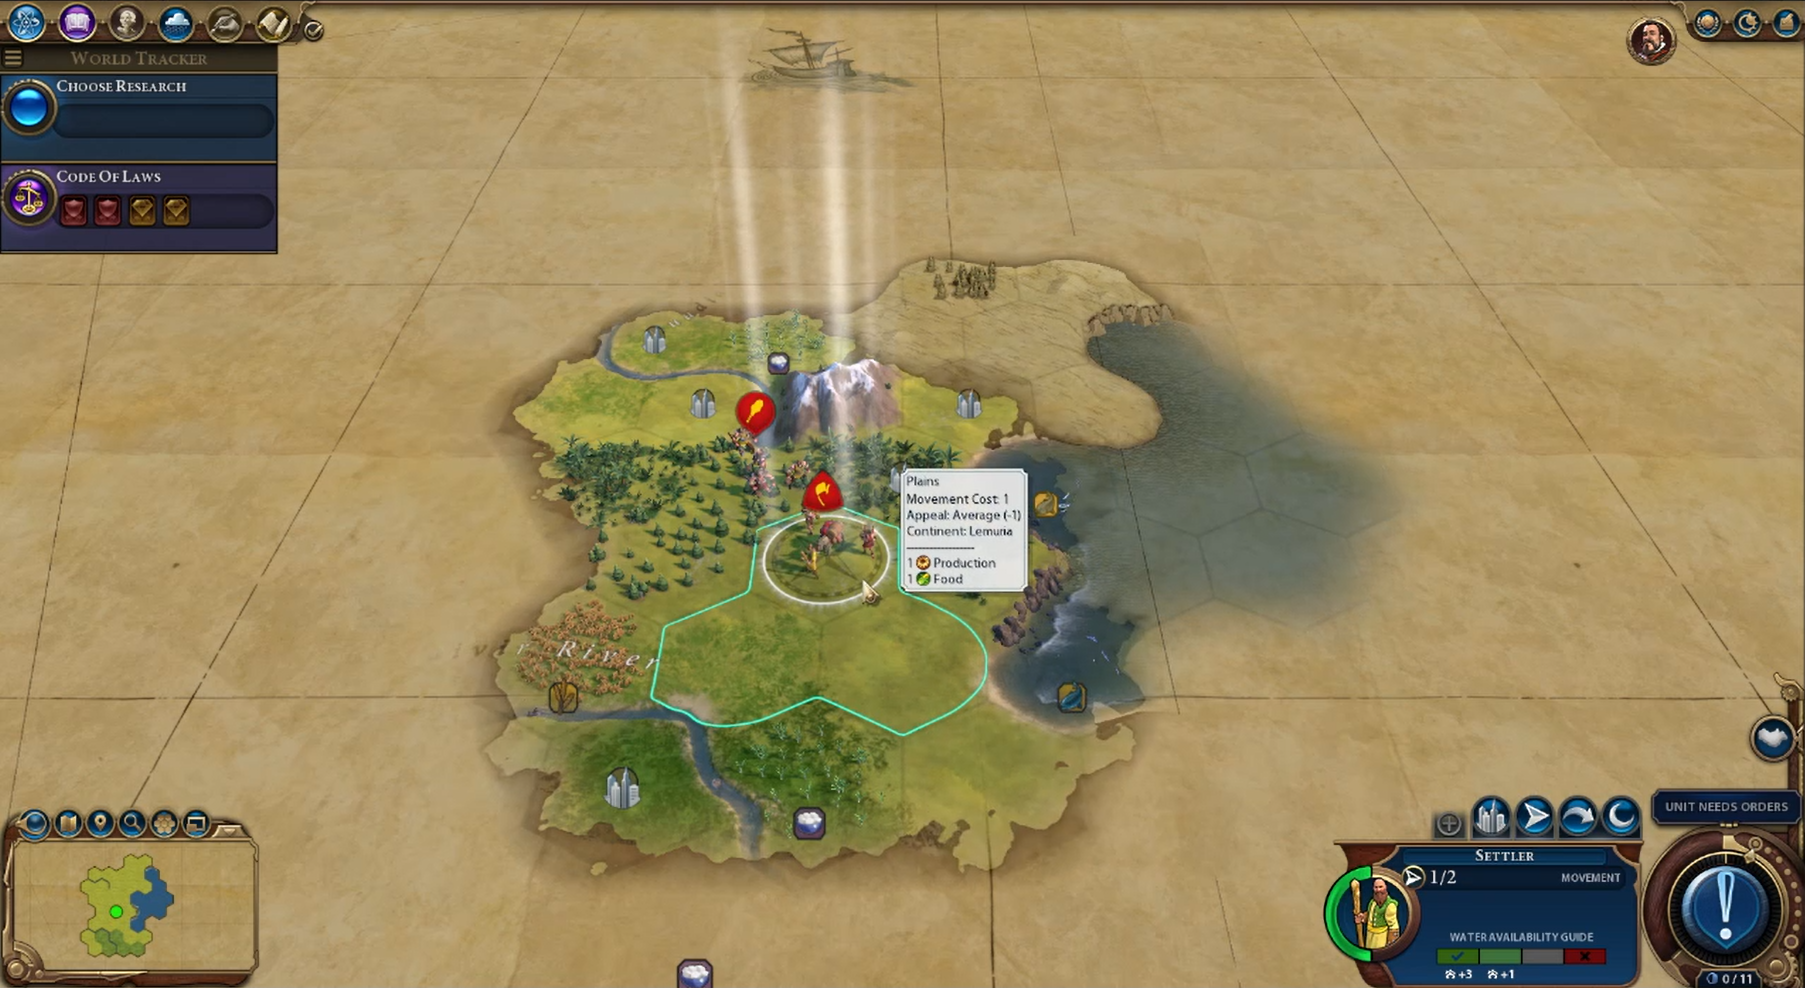 WORLD TRACKER
CHOOSE RESEARCH
CODE OF LAWS
Plains
Movement Cost: 1
Appeal: Average (-1)
Continent: Lemuria
--------------------
1 Production
1 Food
River
UNIT NEEDS ORDERS
SETTLER
1/2 MOVEMENT
WATER AVAILABILITY GUIDE
+3 +1
0/11